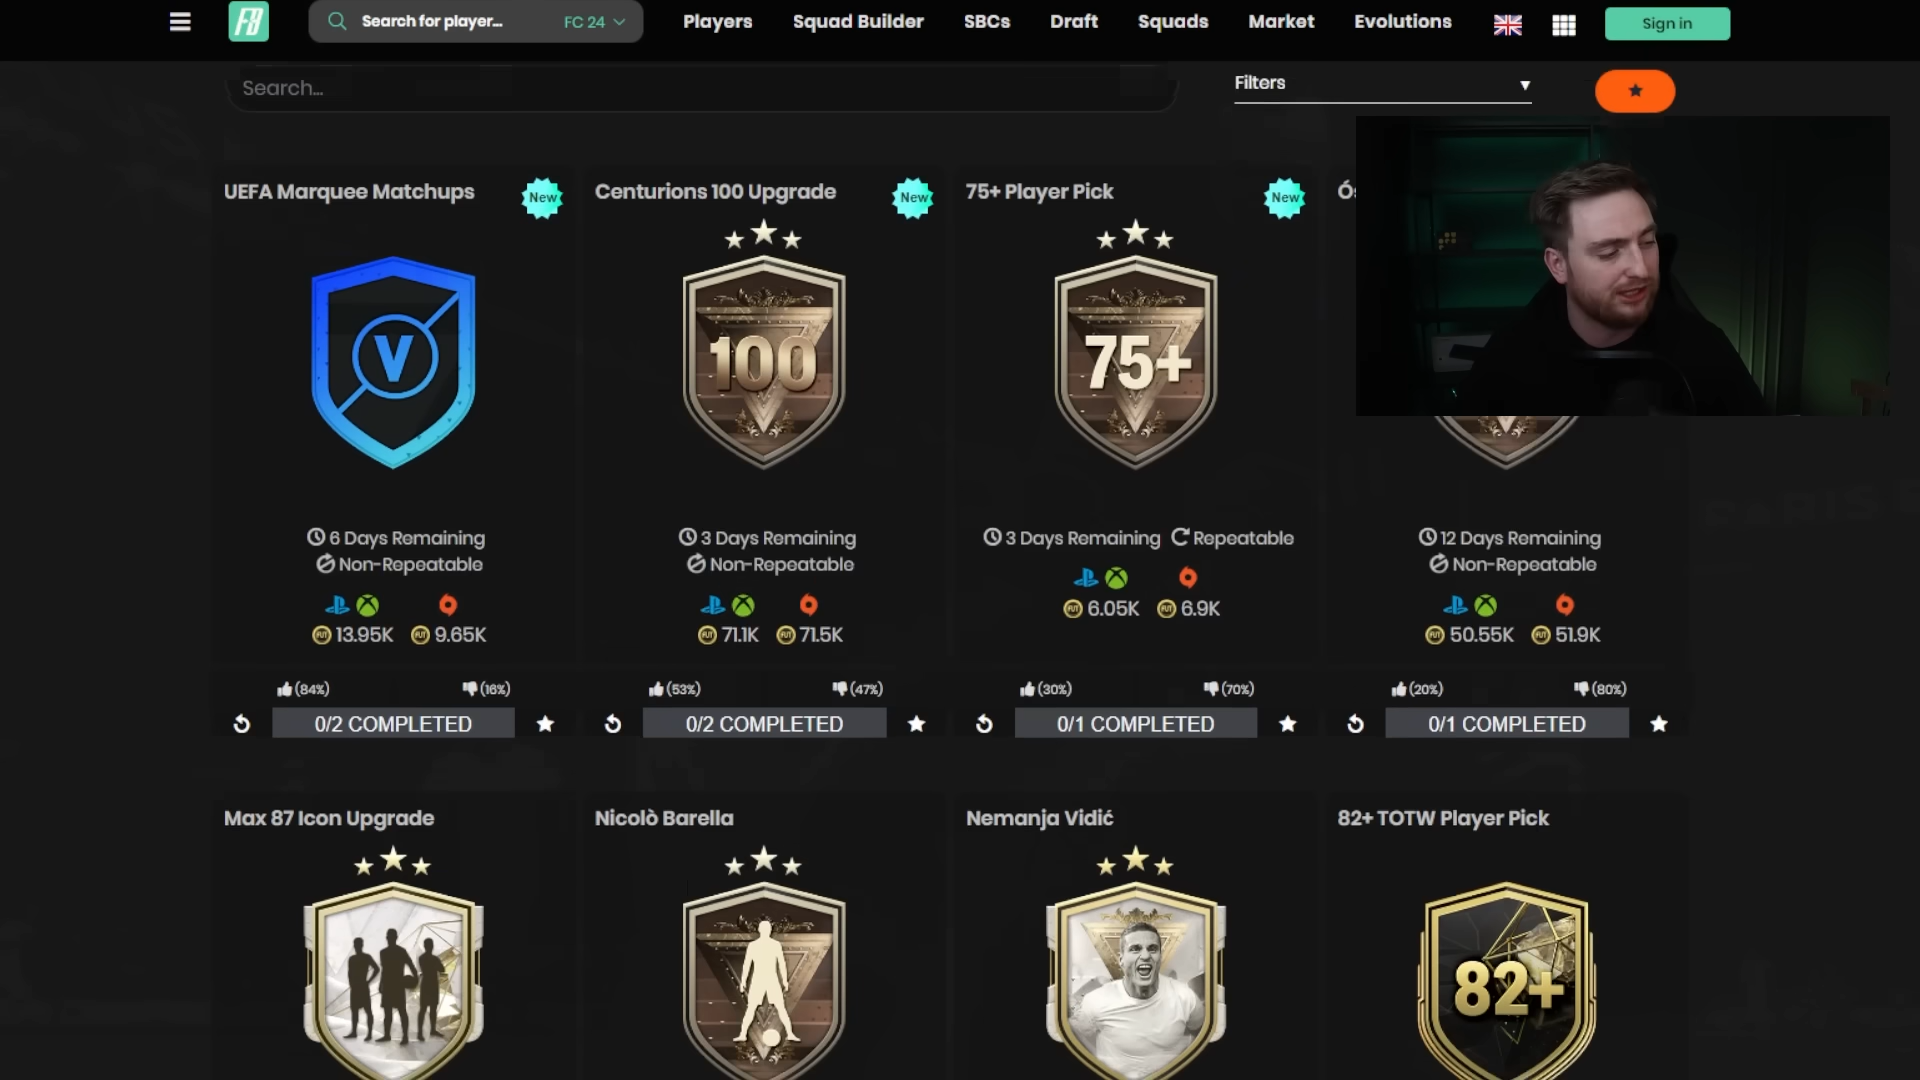 F8 Search for player... FC 24 Players Squad Builder SBCs Draft Squads Market Evolutions Sign in
Search... Filters
UEFA Marquee Matchups New
V
6 Days Remaining
Non-Repeatable
13.95K 9.65K
(84%) (16%)
0/2 COMPLETED
Centurions 100 Upgrade New
100
3 Days Remaining
Non-Repeatable
71.1K 71.5K
(53%) (47%)
0/2 COMPLETED
75+ Player Pick New
75+
3 Days Remaining Repeatable
6.05K 6.9K
(30%) (70%)
0/1 COMPLETED
12 Days Remaining
Non-Repeatable
50.55K 51.9K
(20%) (80%)
0/1 COMPLETED
Max 87 Icon Upgrade
Nicolò Barella
Nemanja Vidić
82+ TOTW Player Pick
82+